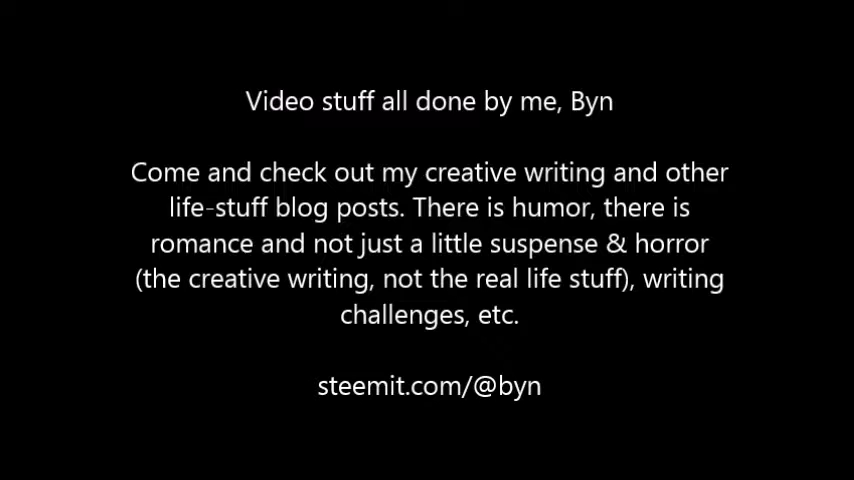 Video stuff all done by me, Byn
Come and check out my creative writing and other
life-stuff blog posts. There is humor, there is
romance and not just a little suspense & horror
(the creative writing, not the real life stuff), writing
challenges, etc.
steemit.com/@byn